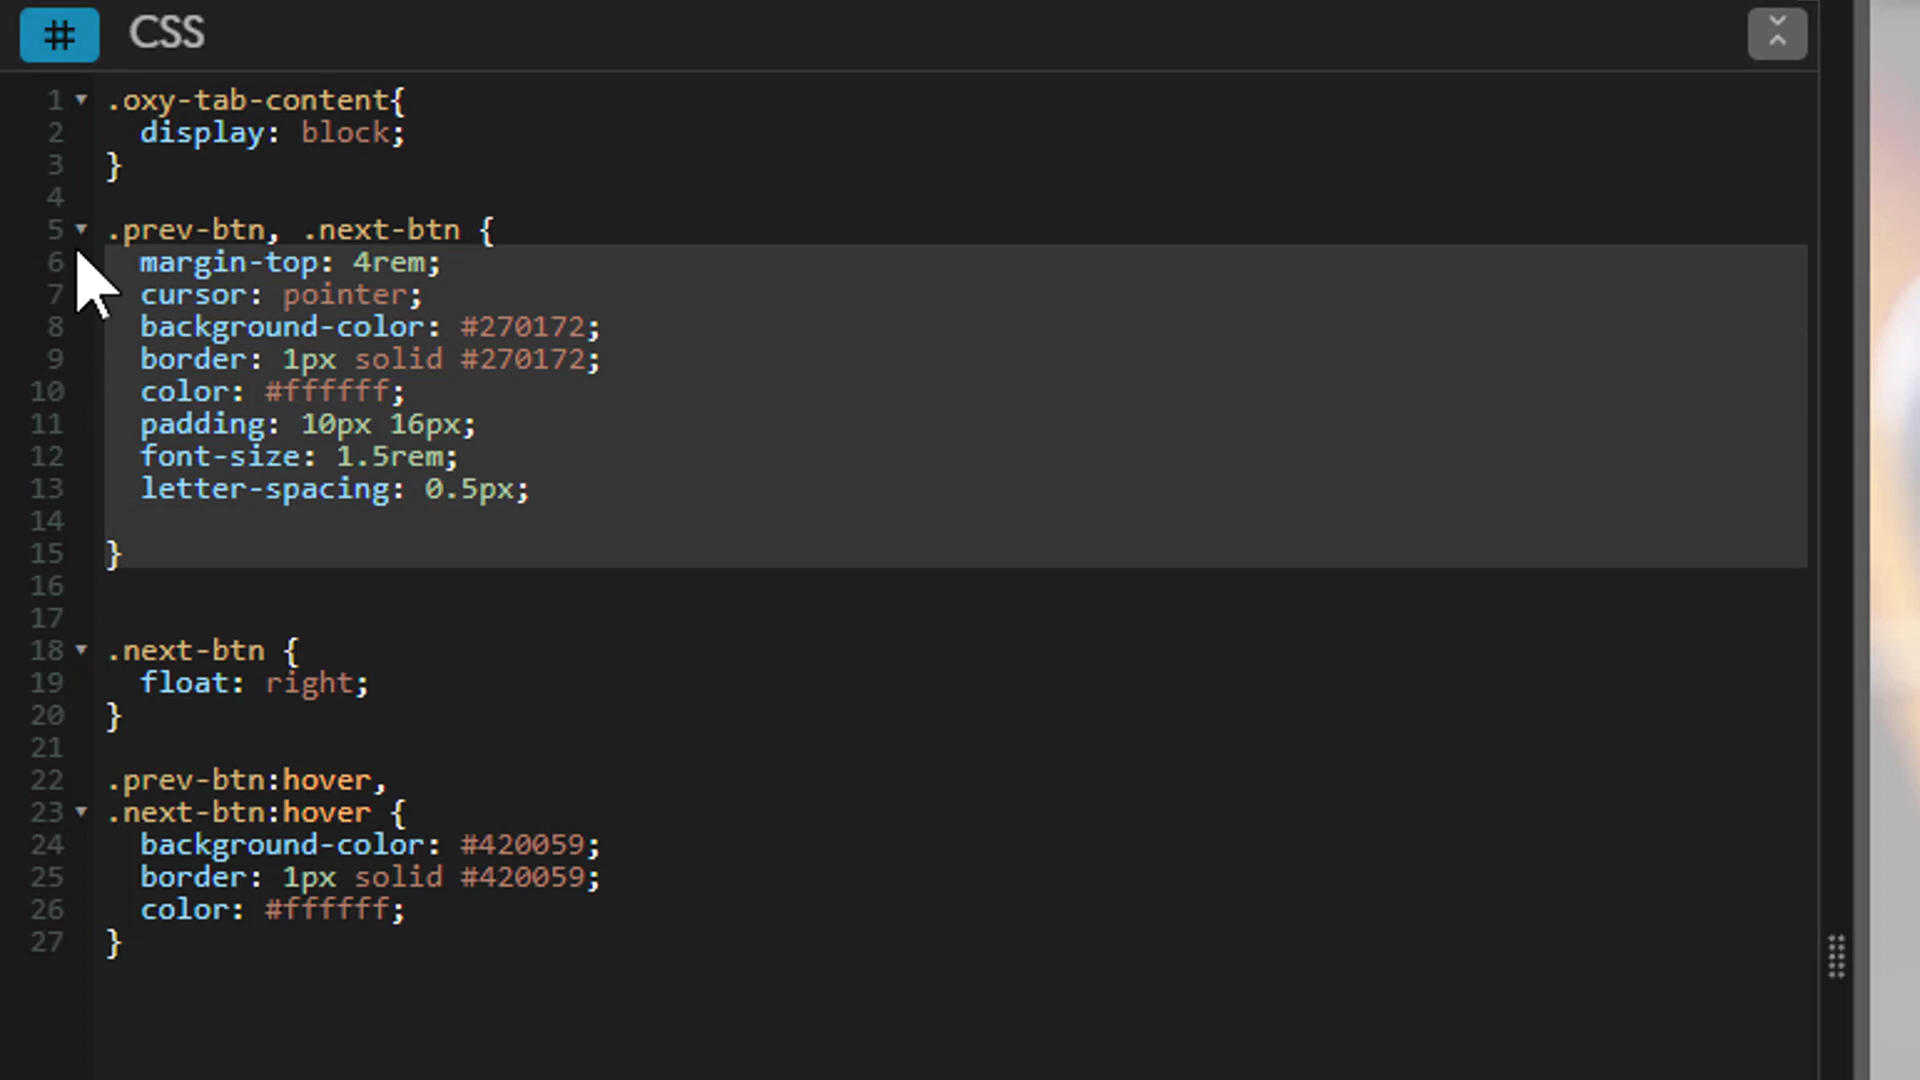 # CSS
1 .oxy-tab-content{
2 display: block;
3 }
4
5 .prev-btn, .next-btn {
6 margin-top: 4rem;
7 cursor: pointer;
8 background-color: #270172;
9 border: 1px solid #270172;
10 color: #ffffff;
11 padding: 10px 16px;
12 font-size: 1.5rem;
13 letter-spacing: 0.5px;
14
15 }
16
17
18 .next-btn {
19 float: right;
20 }
21
22 .prev-btn:hover,
23 .next-btn:hover {
24 background-color: #420059;
25 border: 1px solid #420059;
26 color: #ffffff;
27 }